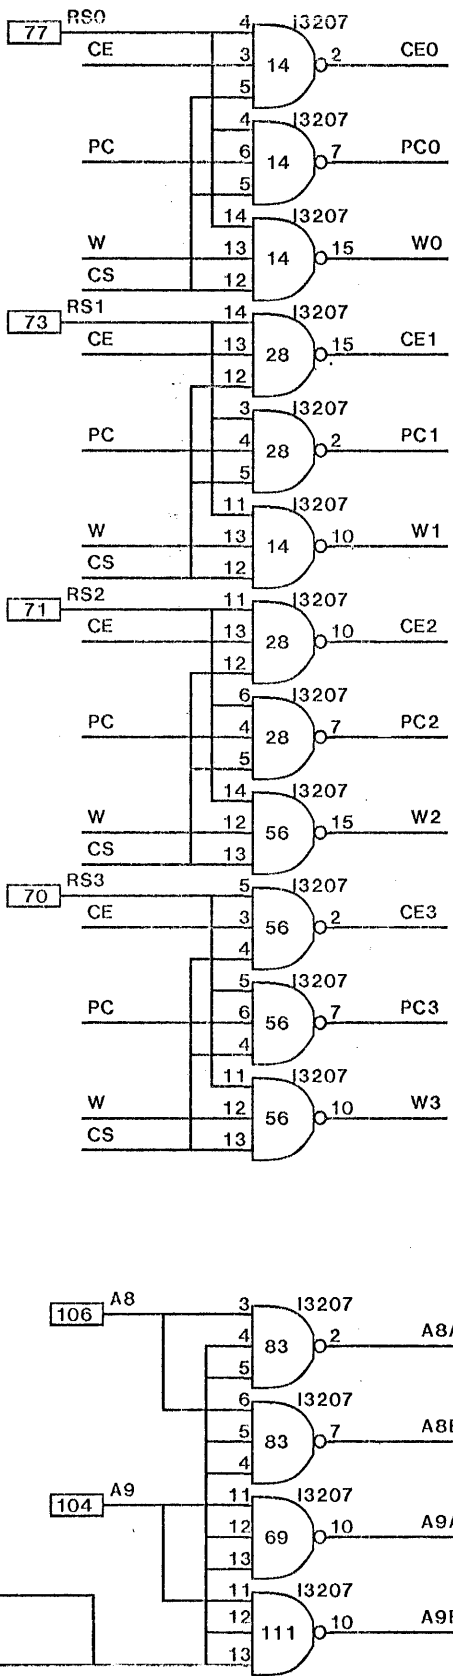 RS0 4 I3207
77 CE 3 14 2 CE0
5
4 I3207
PC 6 14 7 PC0
5
14 I3207
W 13 14 15 W0
CS 12
RS1 14 I3207
73 CE 13 28 15 CE1
12
3 I3207
PC 4 28 2 PC1
5
11 I3207
W 13 14 10 W1
CS 12
RS2 11 I3207
71 CE 13 28 10 CE2
12
6 I3207
PC 4 28 7 PC2
5
14 I3207
W 12 56 15 W2
CS 13
RS3 5 I3207
70 CE 3 56 2 CE3
4
5 I3207
PC 6 56 7 PC3
4
11 I3207
W 12 56 10 W3
CS 13
A8 3 I3207
106 4 83 2 A8A
5
6 I3207
5 83 7 A8B
4
A9 11 I3207
104 12 69 10 A9A
13
11 I3207
12 111 10 A9B
13